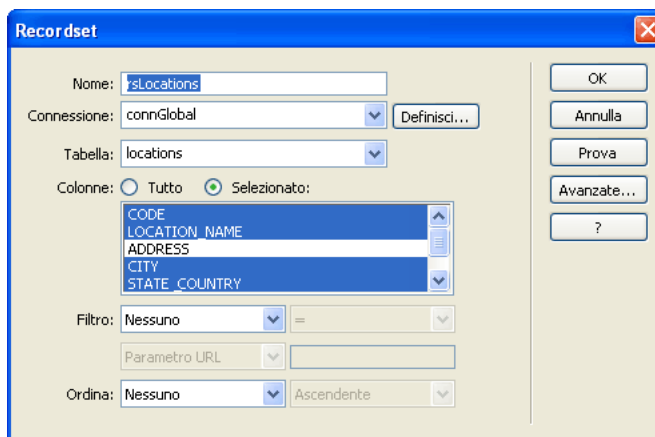 Recordset
Nome: rsLocations
OK
Connessione: connGlobal Definisci...
Annulla
Tabella: locations
Prova
Colonne: Tutto Selezionato:
Avanzate...
CODE
LOCATION_NAME
ADDRESS
CITY
STATE_COUNTRY
?
Filtro: Nessuno =
Parametro URL
Ordina: Nessuno Ascendente